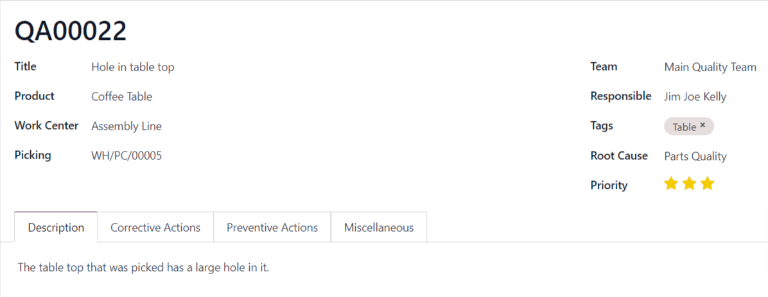 QA00022
Title Hole in table top
Product Coffee Table
Work Center Assembly Line
Picking WH/PC/00005
Team Main Quality Team
Responsible Jim Joe Kelly
Tags Table ×
Root Cause Parts Quality
Priority
Description Corrective Actions Preventive Actions Miscellaneous
The table top that was picked has a large hole in it.